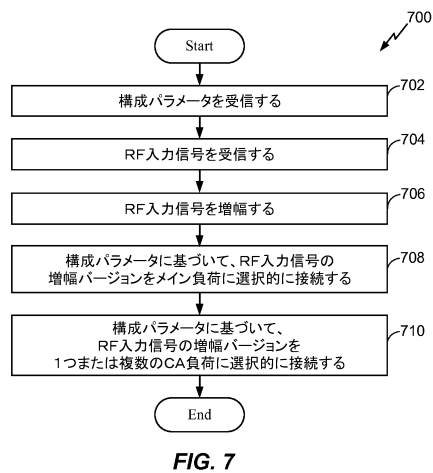 700
Start
702
構成パラメータを受信する
704
RF入力信号を受信する
706
RF入力信号を増幅する
708
構成パラメータに基づいて、RF入力信号の
増幅バージョンをメイン負荷に選択的に接続する
710
構成パラメータに基づいて、
RF入力信号の増幅バージョンを
1つまたは複数のCA負荷に選択的に接続する
End
FIG. 7